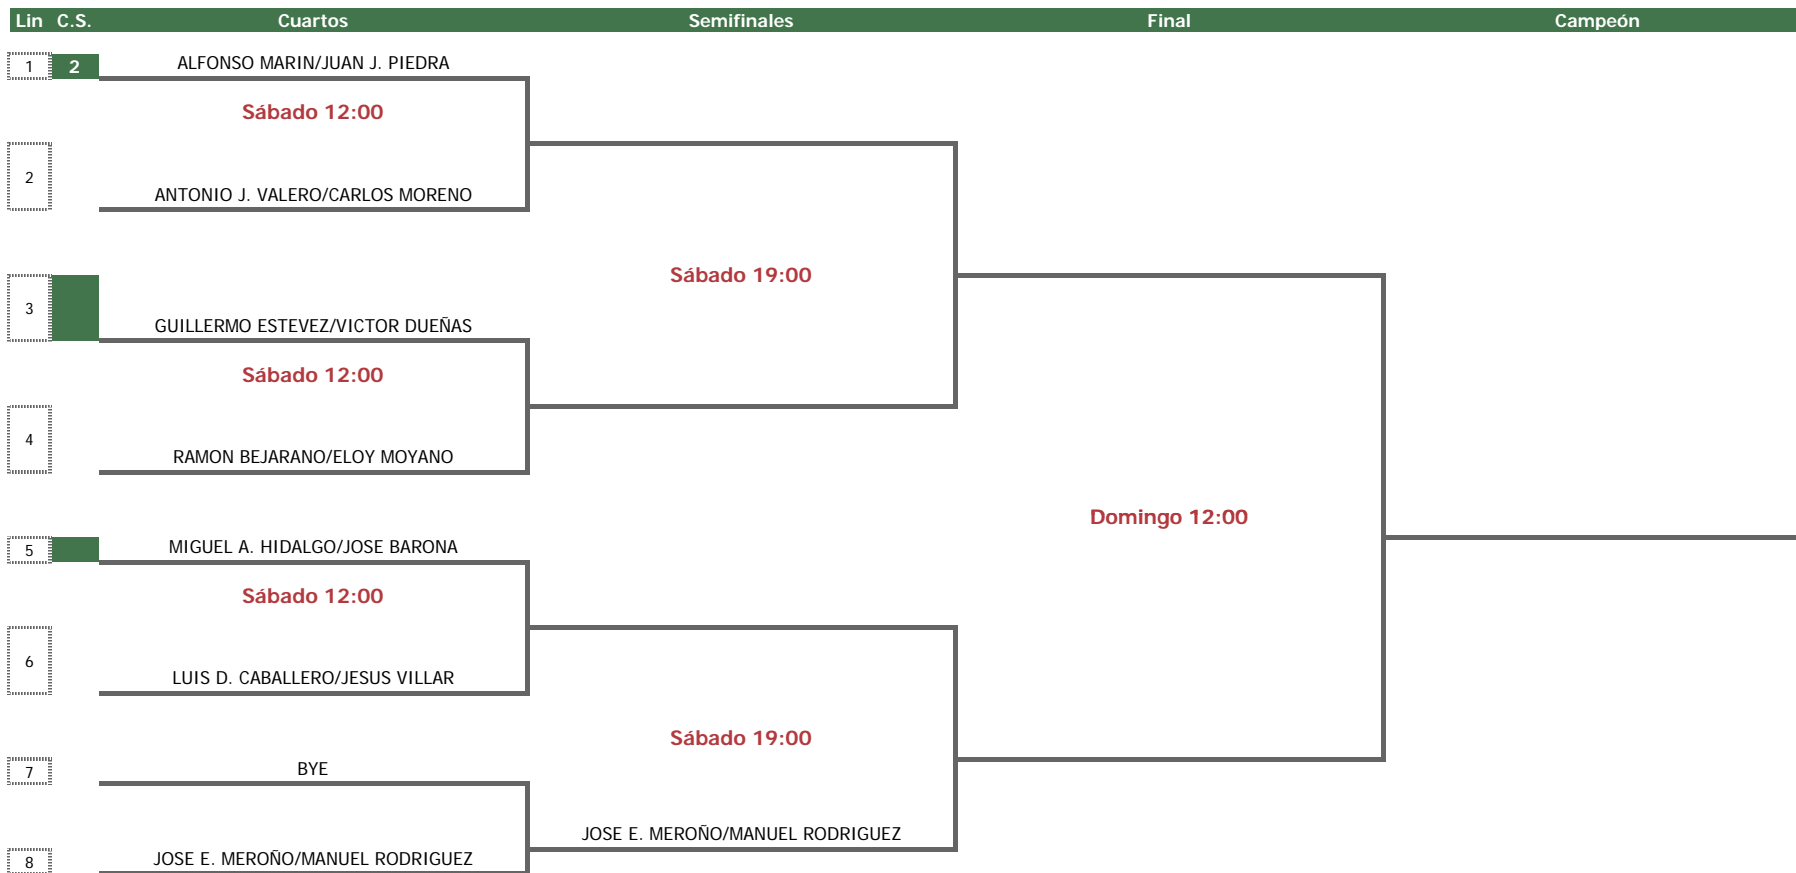 Lin C.S. Cuartos Semifinales Final Campeón
1 2 ALFONSO MARIN/JUAN J. PIEDRA
Sábado 12:00
2
ANTONIO J. VALERO/CARLOS MORENO
Sábado 19:00
3
GUILLERMO ESTEVEZ/VICTOR DUEÑAS
Sábado 12:00
4
RAMON BEJARANO/ELOY MOYANO
Domingo 12:00
5 MIGUEL A. HIDALGO/JOSE BARONA
Sábado 12:00
6
LUIS D. CABALLERO/JESUS VILLAR
Sábado 19:00
7 BYE
JOSE E. MEROÑO/MANUEL RODRIGUEZ
8 JOSE E. MEROÑO/MANUEL RODRIGUEZ